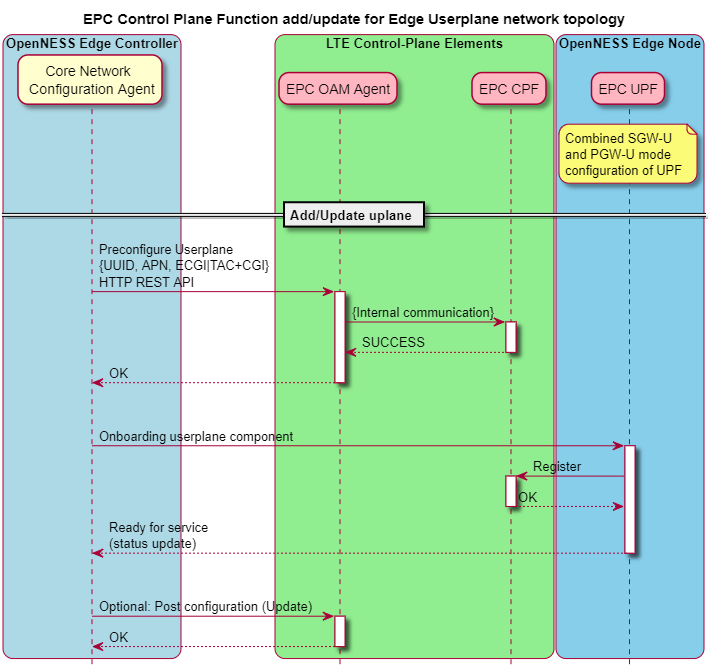 EPC Control Plane Function add/update for Edge Userplane network topology
OpenNESS Edge Controller
LTE Control-Plane Elements
OpenNESS Edge Node
Core Network
Configuration Agent
EPC OAM Agent
EPC CPF
EPC UPF
Combined SGW-U
and PGW-U mode
configuration of UPF
Add/Update uplane
Preconfigure Userplane
{UUID, APN, ECGI|TAC+CGI}
HTTP REST API
{Internal communication}
SUCCESS
OK
Onboarding userplane component
Register
OK
Ready for service
(status update)
Optional: Post configuration (Update)
OK